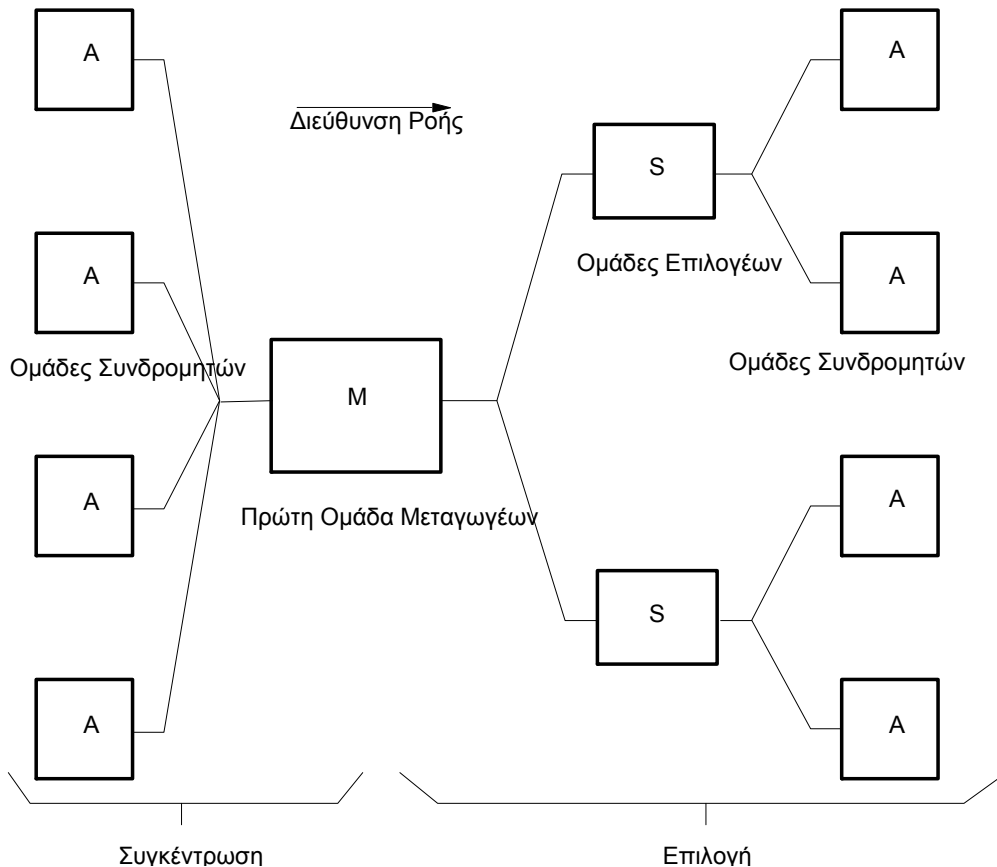 A
A
Διεύθυνση Ροής
S
Ομάδες Επιλογέων
A
A
Ομάδες Συνδρομητών
Ομάδες Συνδρομητών
M
Πρώτη Ομάδα Μεταγωγέων
A
A
S
A
A
Συγκέντρωση
Επιλογή